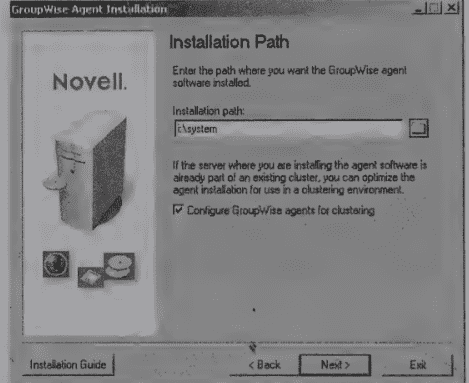 GroupWise Agent Installation
Novell.
Installation Path
Enter the path where you want the GroupWise agent
software installed.
Installation path:
c:\system
If the server where you are installing the agent software is
already part of an existing cluster, you can optimize the
agent installation for use in a clustering environment.
Configure GroupWise agents for clustering
Installation Guide
< Back
Next >
Exit